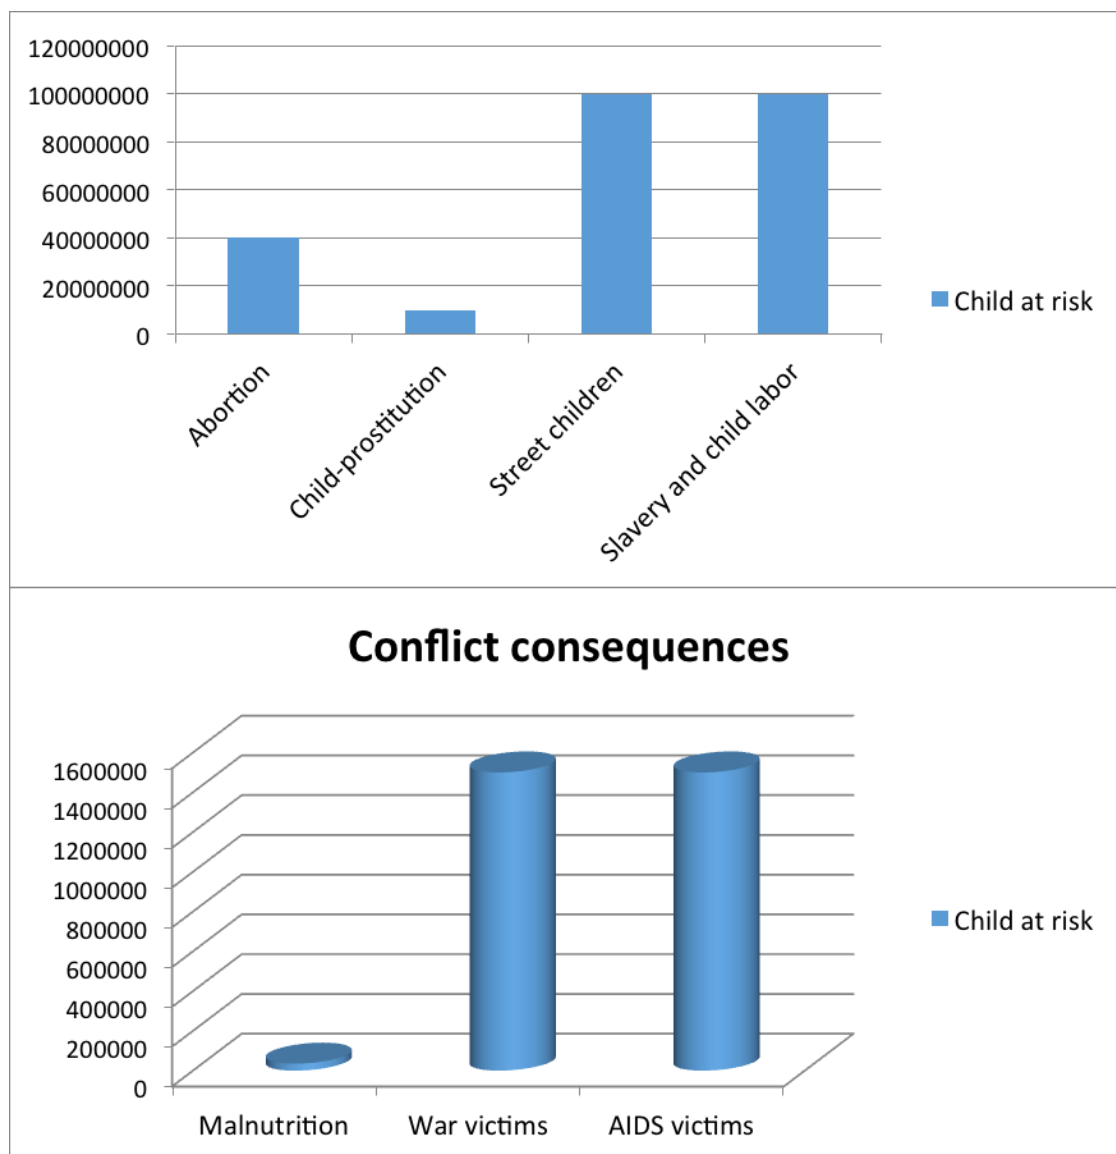 120000000
100000000
80000000
60000000
40000000
20000000
0
Abortion
Child-prostitution
Street children
Slavery and child labor
Child at risk
Conflict consequences
1600000
1400000
1200000
1000000
800000
600000
400000
200000
0
Malnutrition
War victims
AIDS victims
Child at risk